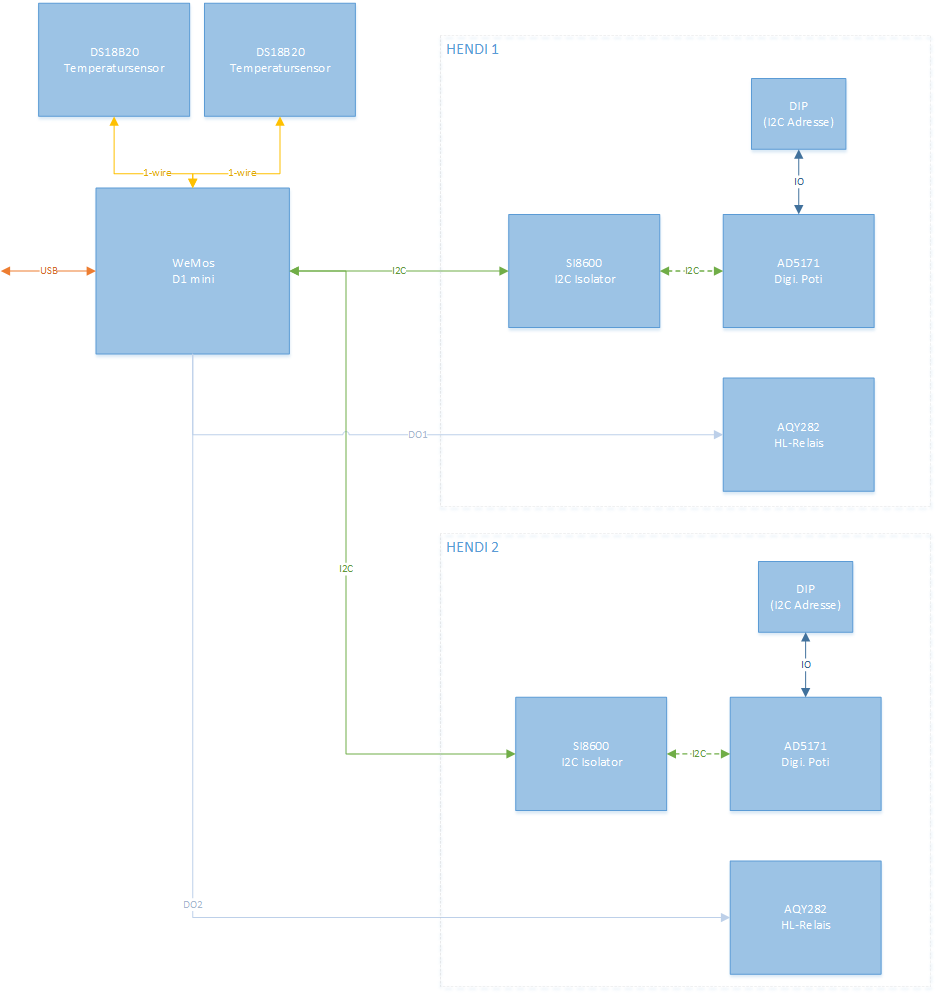 DS18B20
Temperatursensor
DS18B20
Temperatursensor
1-wire
1-wire
USB
WeMos
D1 mini
I2C
HENDI 1
DIP
(I2C Adresse)
IO
SI8600
I2C Isolator
I2C
AD5171
Digi. Poti
DO1
AQY282
HL-Relais
I2C
HENDI 2
DIP
(I2C Adresse)
IO
SI8600
I2C Isolator
I2C
AD5171
Digi. Poti
DO2
AQY282
HL-Relais